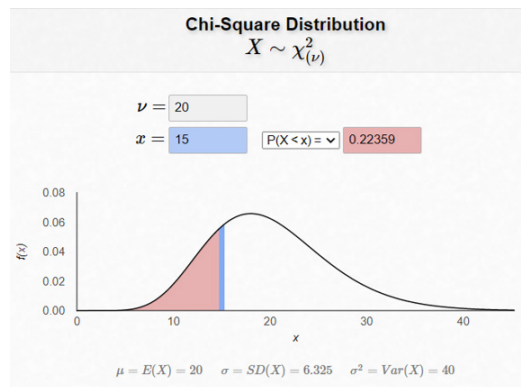 Chi-Square Distribution
X ∼ χ²₍ᵥ₎
ν = 20
x = 15 P(X < x) = 0.22359
0.08
0.06
0.04
0.02
0.00
f(x)
0 10 20 30 40
x
μ = E(X) = 20 σ = SD(X) = 6.325 σ² = Var(X) = 40